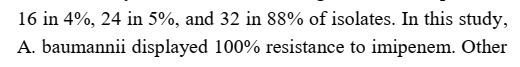 16 in 4%, 24 in 5%, and 32 in 88% of isolates. In this study,
A. baumannii displayed 100% resistance to imipenem. Other